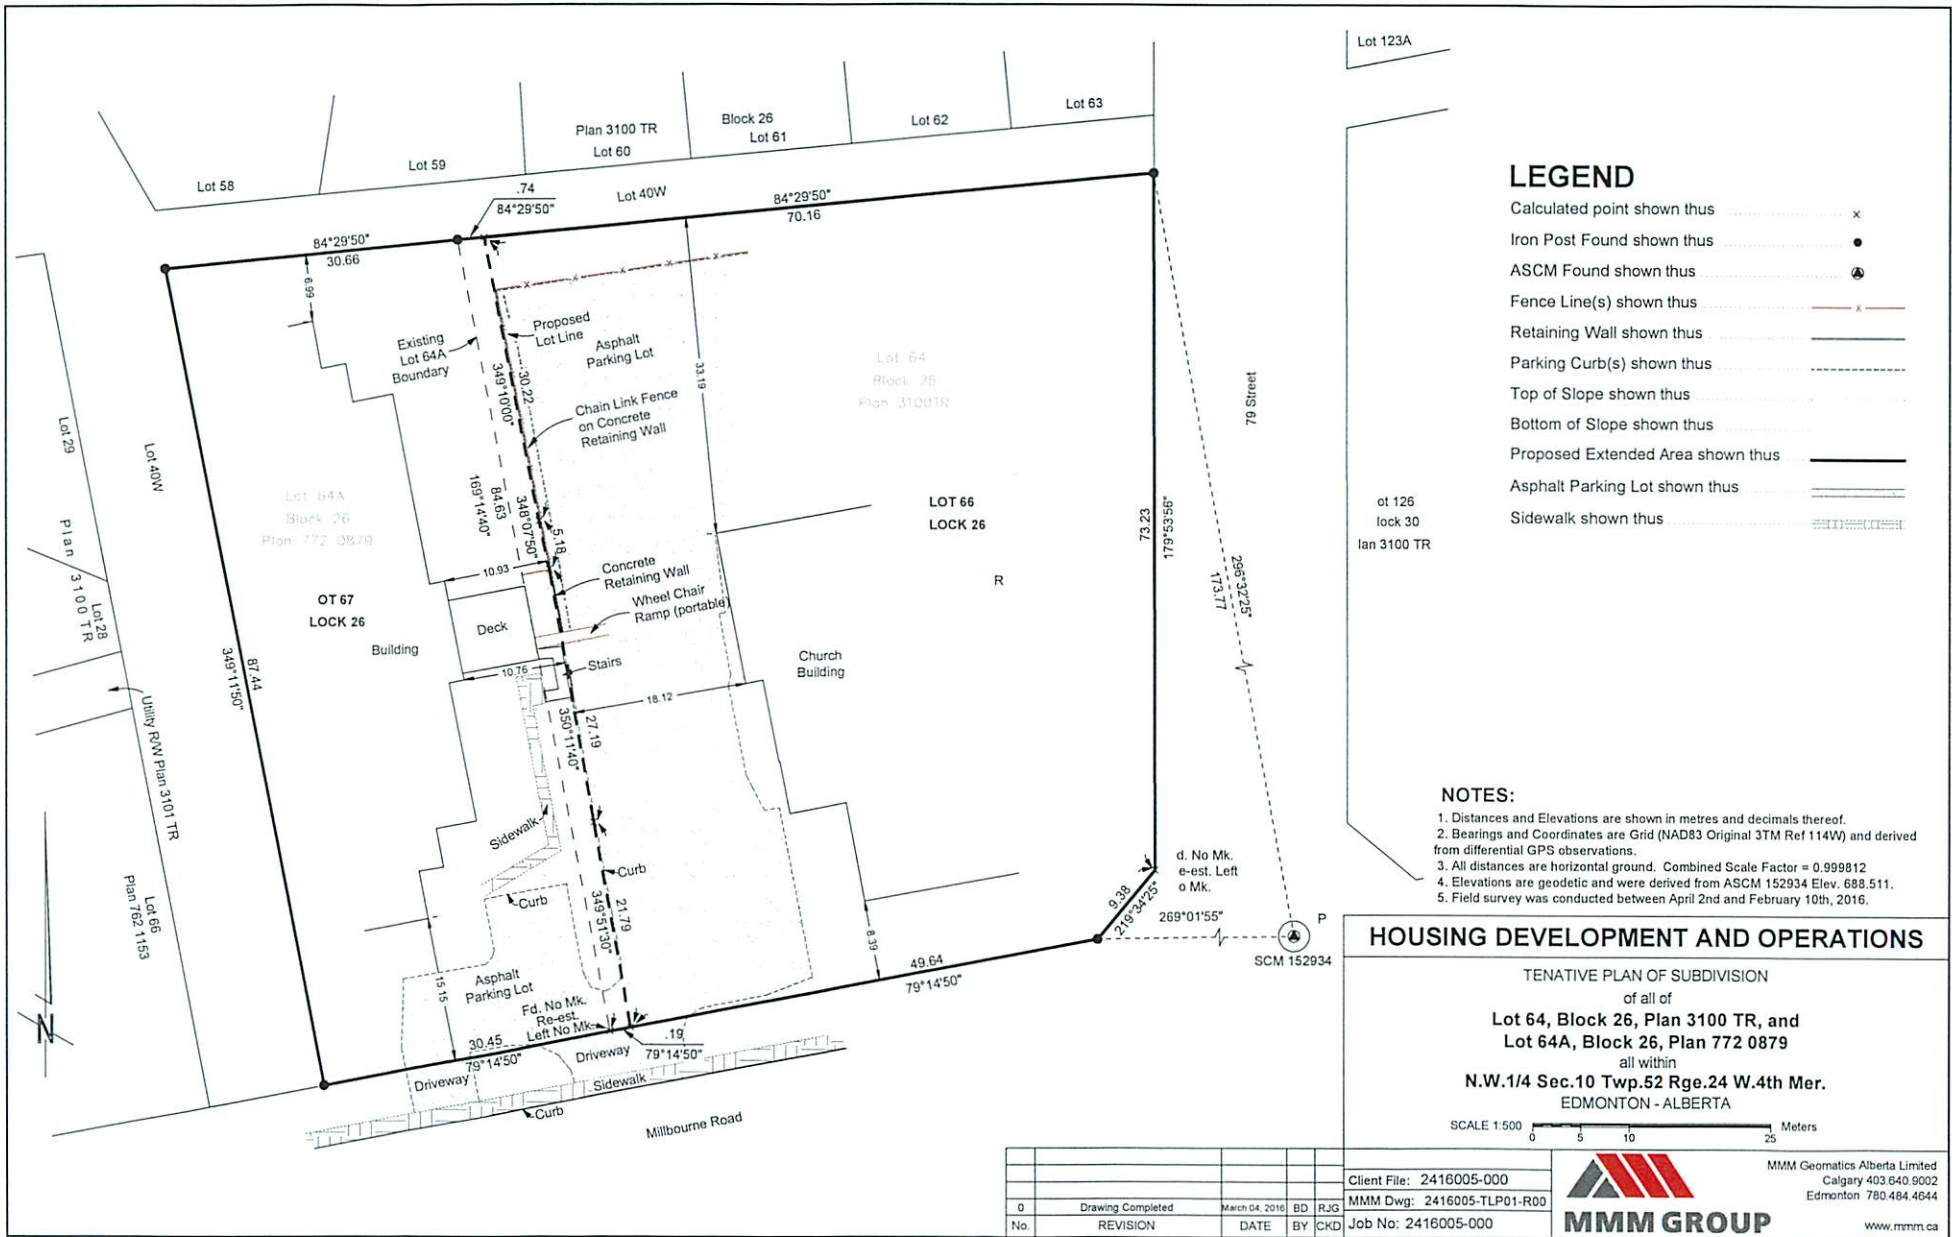 Lot 123A
Lot 63
Lot 62
Block 26
Lot 61
Plan 3100 TR
Lot 60
Lot 59
Lot 58
Lot 40W
.74
84°29'50"
84°29'50"
70.16
84°29'50"
30.66
6.99
Existing
Lot 64A
Boundary
Proposed
Lot Line
Asphalt
Parking Lot
30.22
349°10'00"
33.19
Chain Link Fence
on Concrete
Retaining Wall
Lot 64
Block 26
Plan 3100TR
79 Street
Lot 29
Lot 40W
Plan 3100 TR
Lot 28
Lot 64A
Block 26
Plan 772 0879
84.63
169°14'40"
348°07'50"
5.18
LOT 66
LOCK 26
R
73.23
179°53'56"
296°32'25"
173.77
ot 126
lock 30
lan 3100 TR
10.93
Concrete
Retaining Wall
Wheel Chair
Ramp (portable)
OT 67
LOCK 26
Building
Deck
10.76
Stairs
18.12
Church
Building
87.44
349°11'50"
Utility R/W Plan 3101 TR
27.19
350°11'40"
Sidewalk
Curb
Curb
21.79
349°51'30"
Lot 66
Plan 762 1153
N
15.15
Asphalt
Parking Lot
Fd. No Mk.
Re-est.
Left No Mk.
8.39
49.64
79°14'50"
9.38
219°34'25"
d. No Mk.
e-est. Left
o Mk.
269°01'55"
P
SCM 152934
30.45
79°14'50"
.19
79°14'50"
Driveway
Driveway
Sidewalk
Curb
Millbourne Road
LEGEND
Calculated point shown thus
x
Iron Post Found shown thus
ASCM Found shown thus
Fence Line(s) shown thus
x
Retaining Wall shown thus
Parking Curb(s) shown thus
Top of Slope shown thus
Bottom of Slope shown thus
Proposed Extended Area shown thus
Asphalt Parking Lot shown thus
Sidewalk shown thus
NOTES:
1. Distances and Elevations are shown in metres and decimals thereof.
2. Bearings and Coordinates are Grid (NAD83 Original 3TM Ref 114W) and derived
from differential GPS observations.
3. All distances are horizontal ground. Combined Scale Factor = 0.999812
4. Elevations are geodetic and were derived from ASCM 152934 Elev. 688.511.
5. Field survey was conducted between April 2nd and February 10th, 2016.
HOUSING DEVELOPMENT AND OPERATIONS
TENATIVE PLAN OF SUBDIVISION
of all of
Lot 64, Block 26, Plan 3100 TR, and
Lot 64A, Block 26, Plan 772 0879
all within
N.W.1/4 Sec.10 Twp.52 Rge.24 W.4th Mer.
EDMONTON - ALBERTA
SCALE 1:500
0 5 10 25
Meters
0 Drawing Completed March 04, 2016 BD RJG
No. REVISION DATE BY CKD
Client File: 2416005-000
MMM Dwg: 2416005-TLP01-R00
Job No: 2416005-000
MMM GROUP
MMM Geomatics Alberta Limited
Calgary 403.640.9002
Edmonton 780.484.4644
www.mmm.ca